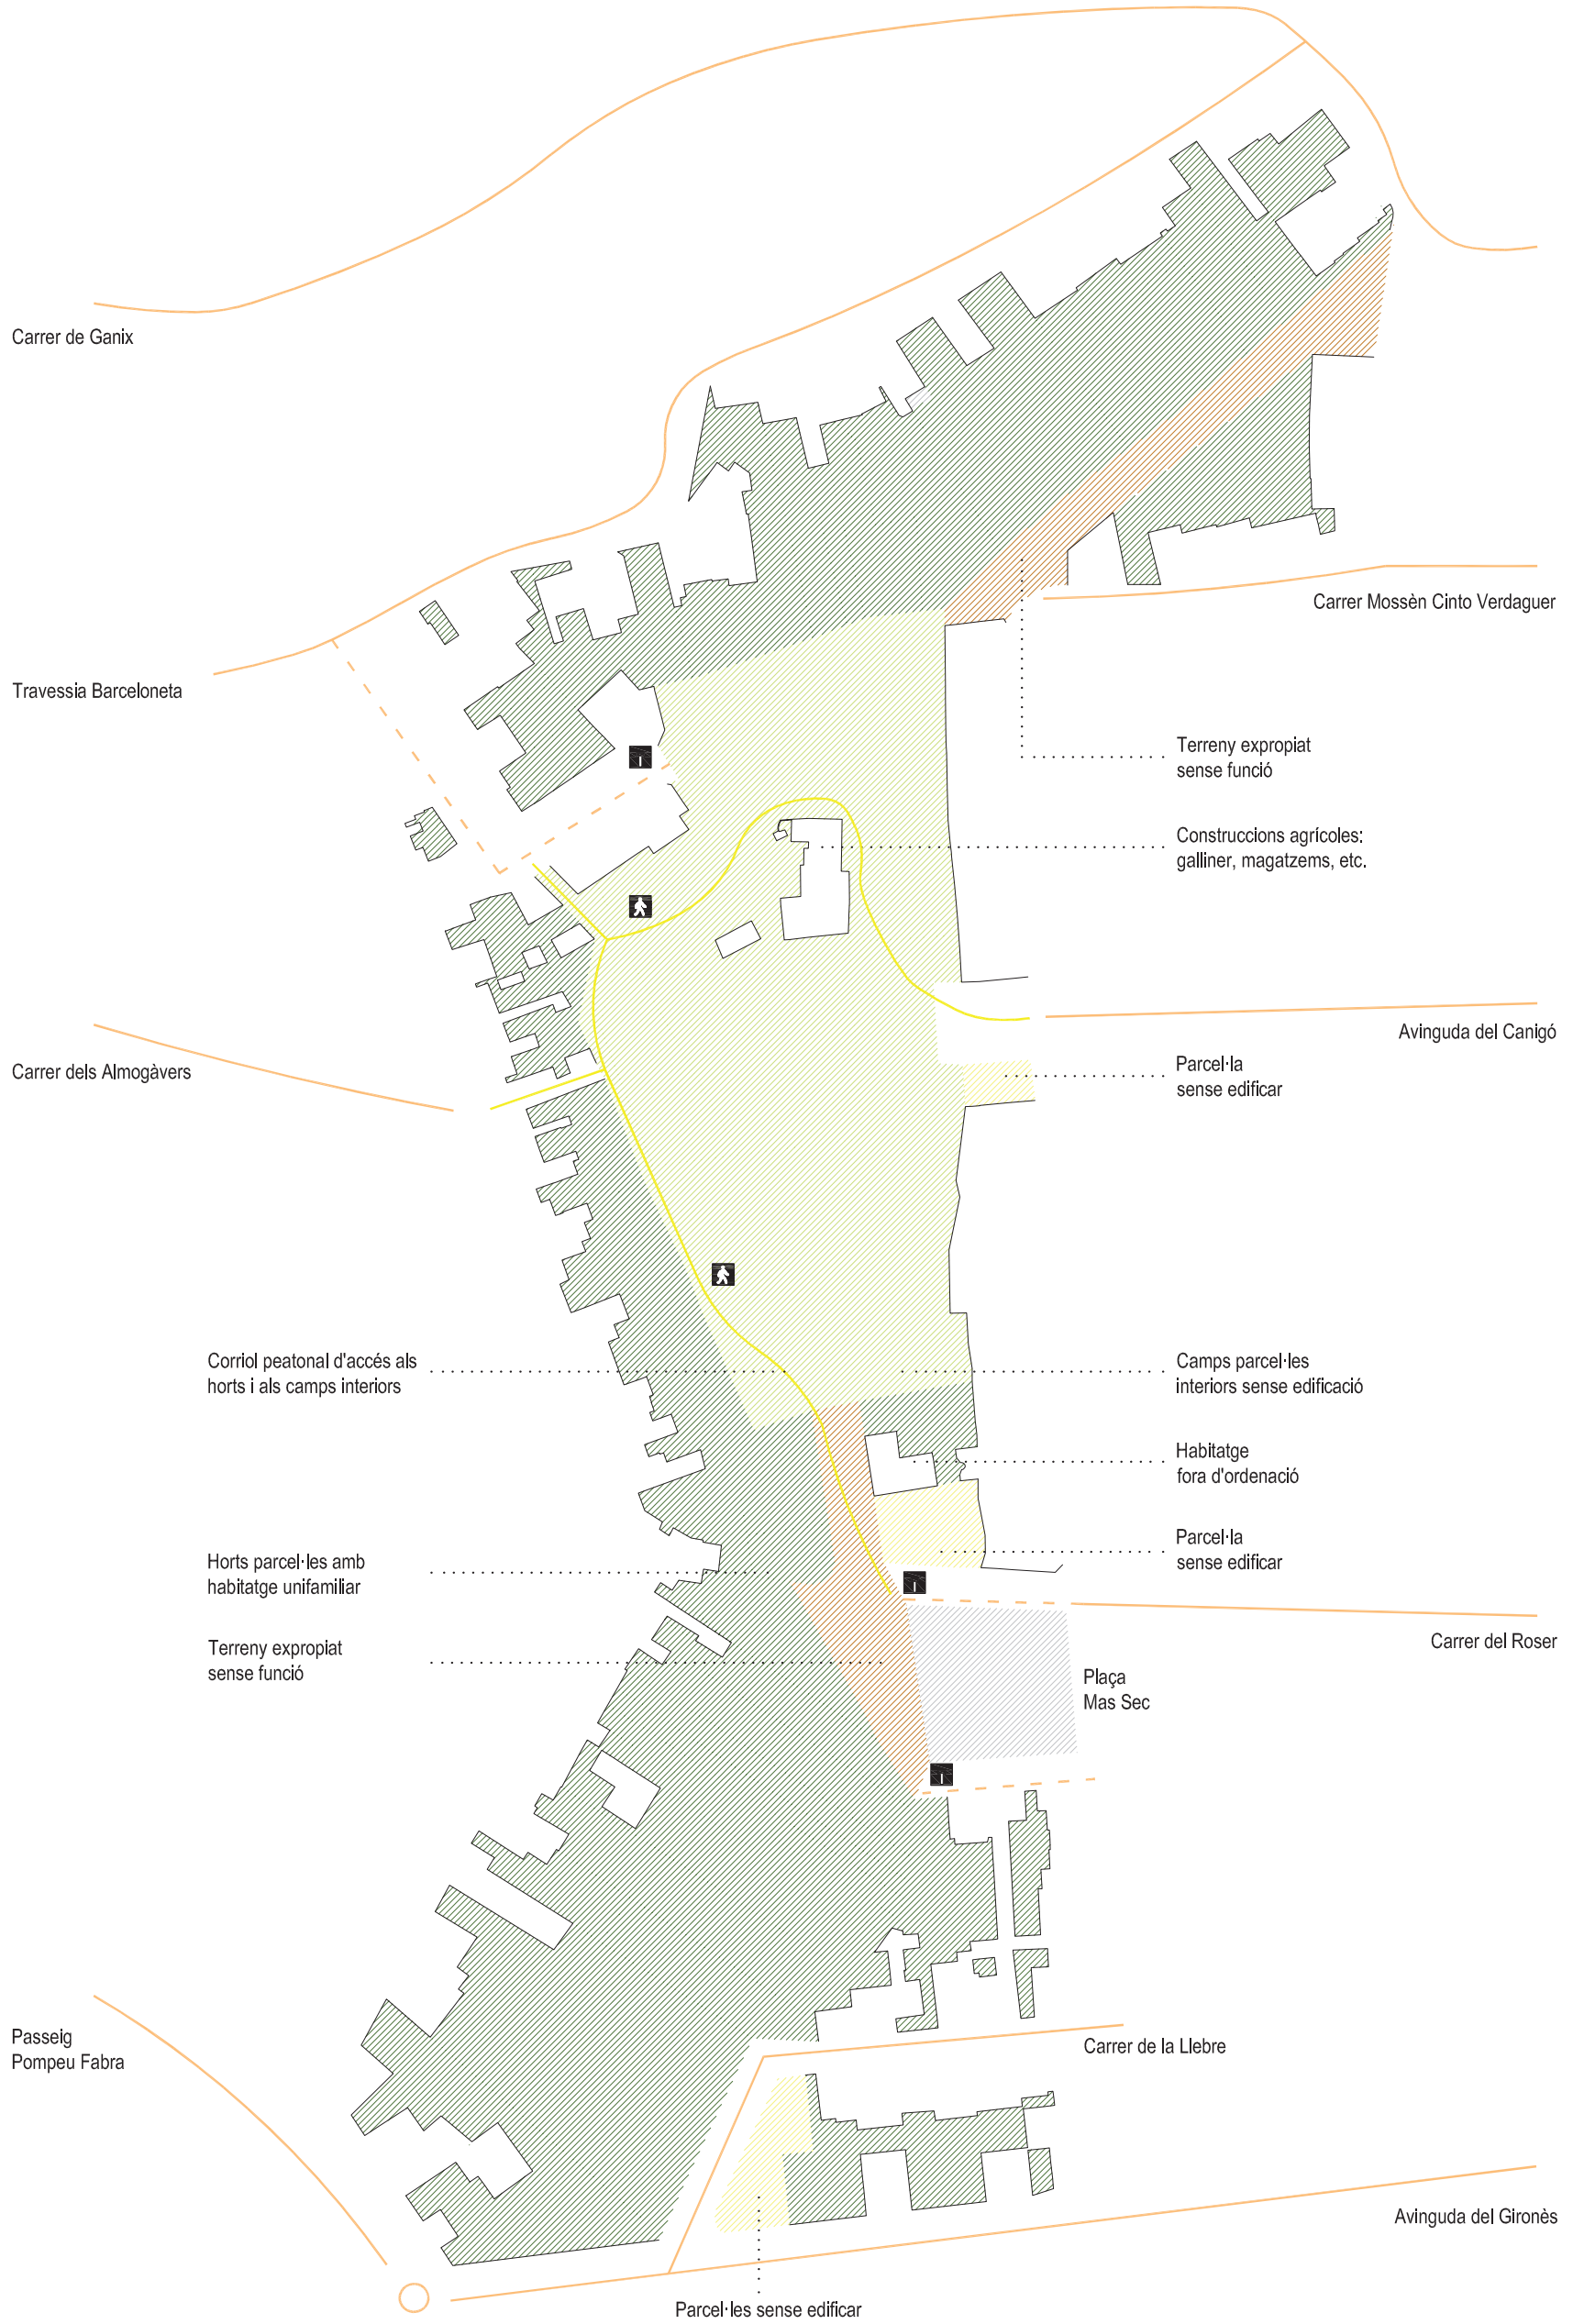 Carrer de Ganix
Carrer Mossèn Cinto Verdaguer
Travessia Barceloneta
Terreny expropiat
sense funció
Construccions agrícoles:
galliner, magatzems, etc.
Avinguda del Canigó
Carrer dels Almogàvers
Parcel·la
sense edificar
Corriol peatonal d'accés als
horts i als camps interiors
Camps parcel·les
interiors sense edificació
Habitatge
fora d'ordenació
Parcel·la
sense edificar
Horts parcel·les amb
habitatge unifamiliar
Carrer del Roser
Terreny expropiat
sense funció
Plaça
Mas Sec
Passeig
Pompeu Fabra
Carrer de la Llebre
Avinguda del Gironès
Parcel·les sense edificar